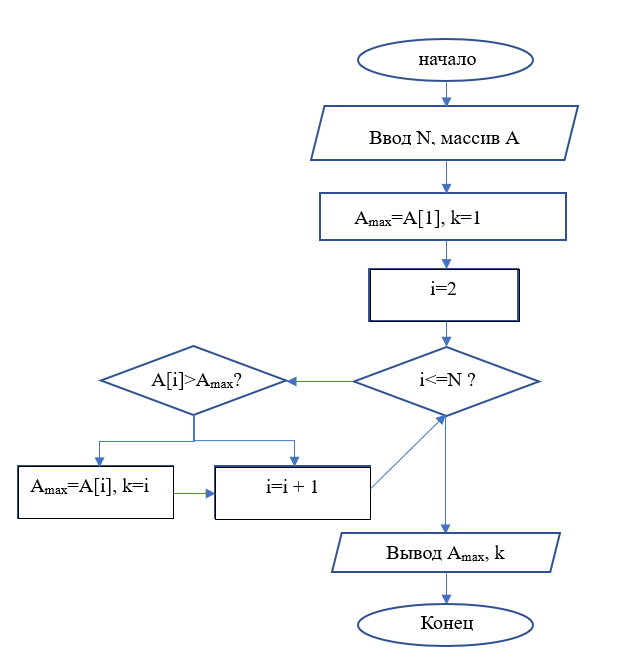 начало
Ввод N, массив A
Amax=A[1], k=1
i=2
i<=N ?
A[i]>Amax?
Amax=A[i], k=i
i=i + 1
Вывод Amax, k
Конец